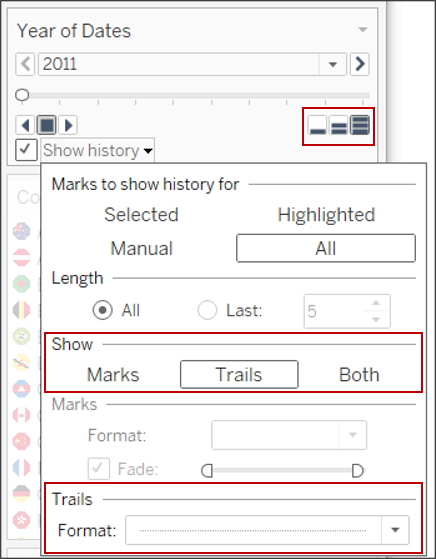 Year of Dates
2011
Show history
Marks to show history for
Selected Highlighted
Manual All
Length
All Last: 5
Show
Marks Trails Both
Marks
Format:
Fade:
Trails
Format: